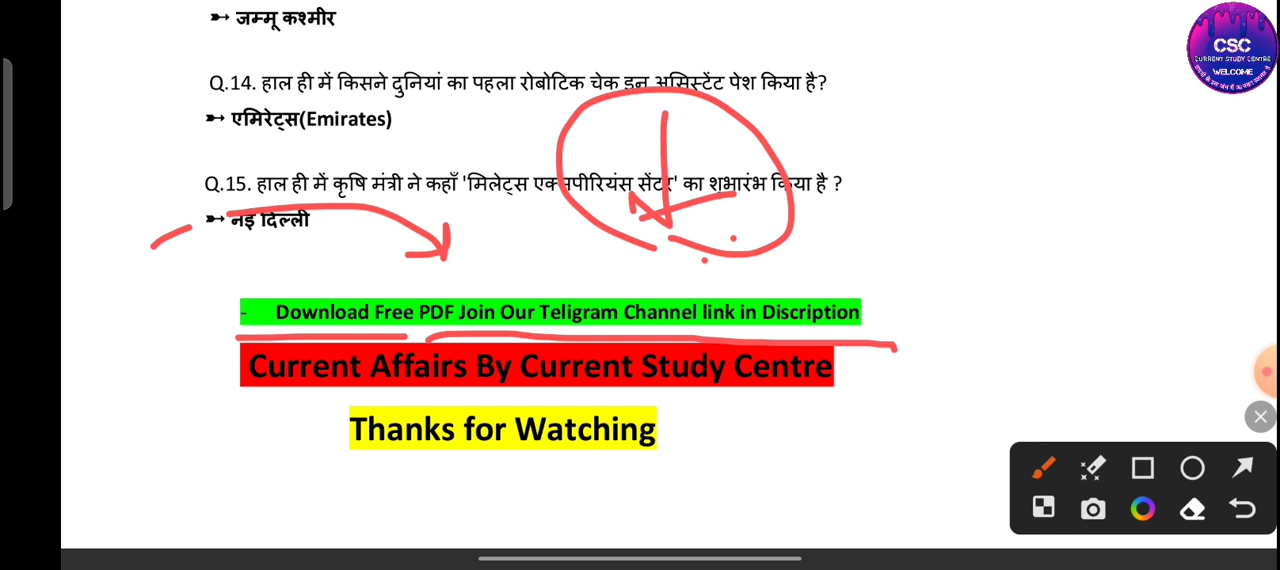 ➼ जम्मू कश्मीर
CSC
CURRENT STUDY CENTRE
WELCOME
Q.14. हाल ही में किसने दुनियां का पहला रोबोटिक चेक इन असिस्टेंट पेश किया है?
➼ एमिरेट्स(Emirates)
Q.15. हाल ही में कृषि मंत्री ने कहाँ 'मिलेट्स एक्सपीरियंस सेंटर' का शुभारंभ किया है ?
➼ नई दिल्ली
- Download Free PDF Join Our Teligram Channel link in Discription
Current Affairs By Current Study Centre
Thanks for Watching